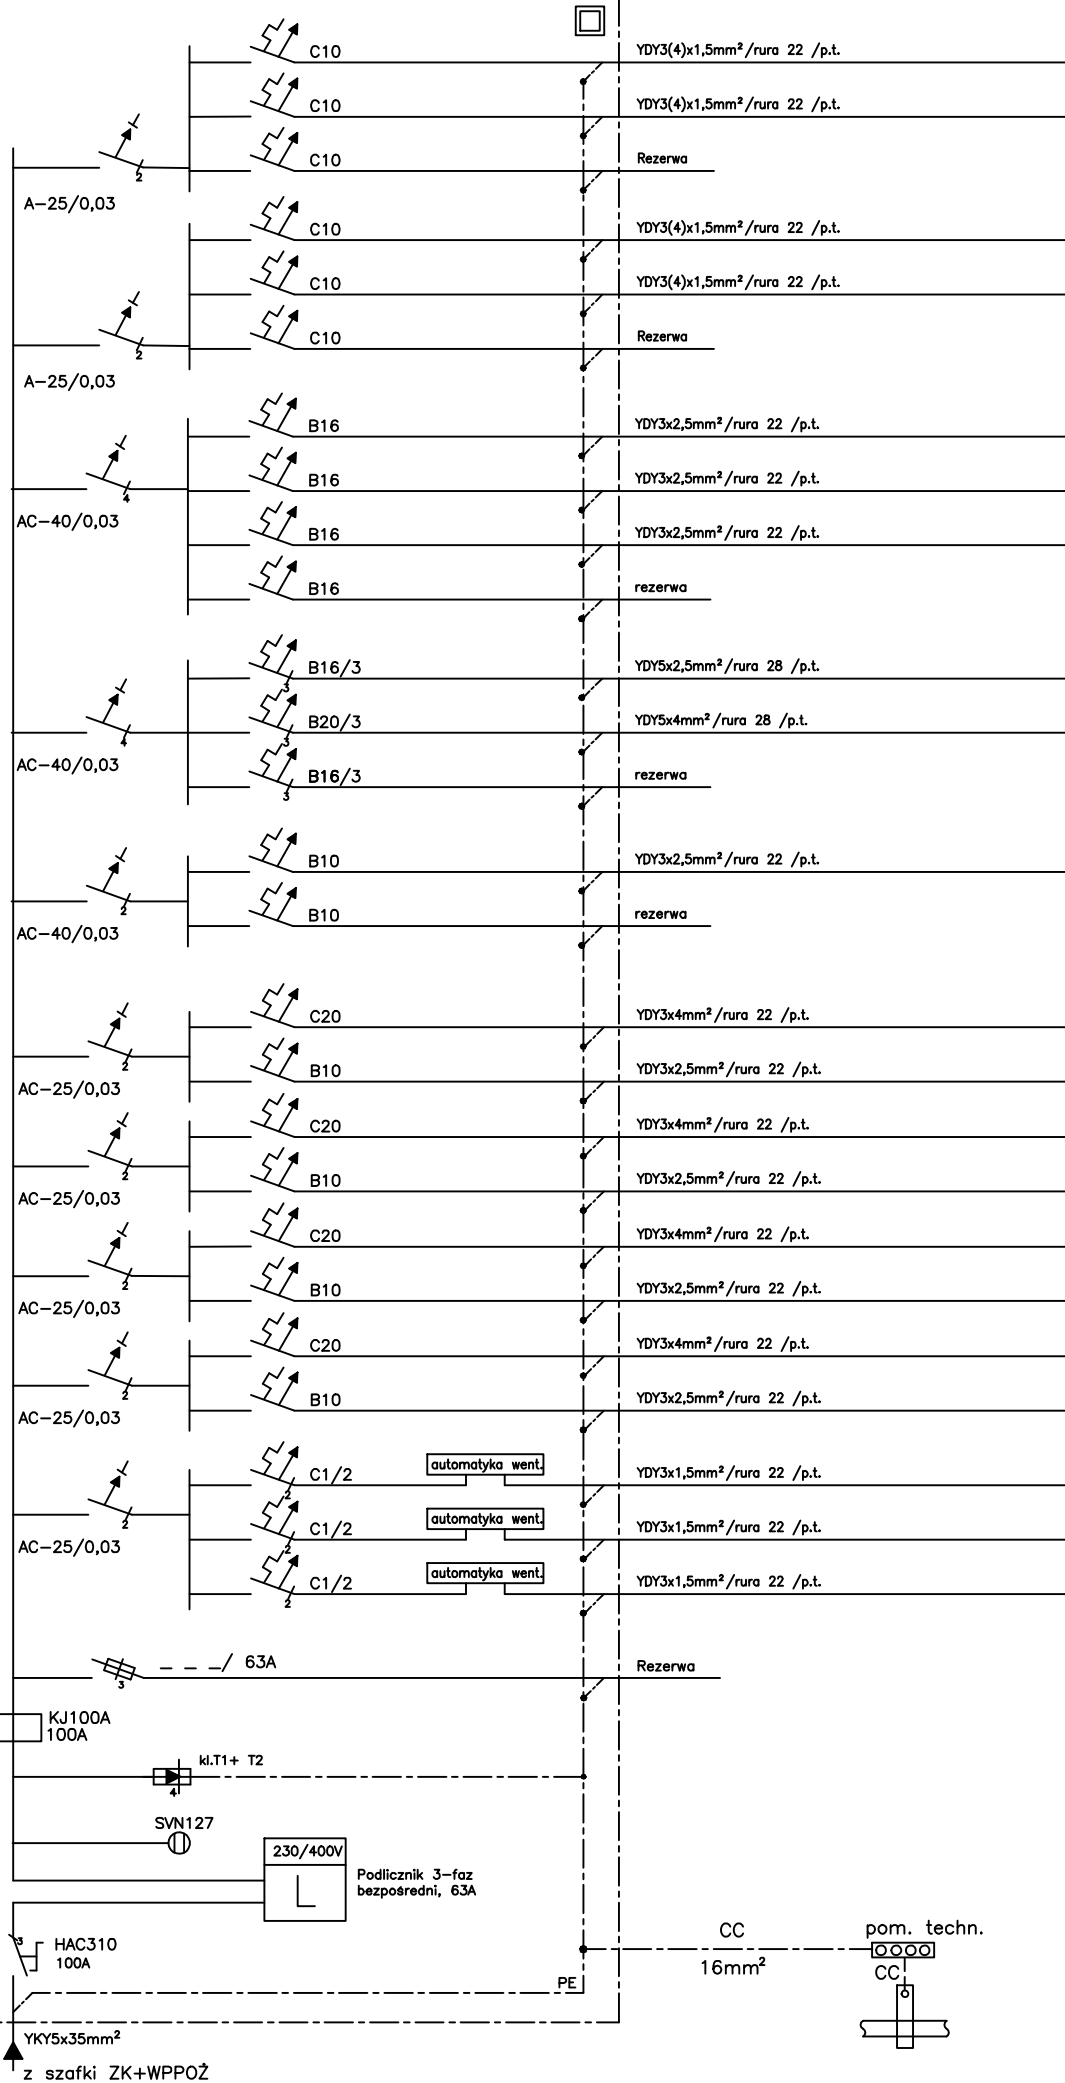 C10 YDY3(4)x1,5mm²/rura 22 /p.t.
C10 YDY3(4)x1,5mm²/rura 22 /p.t.
C10 Rezerwa
2
A-25/0,03
C10 YDY3(4)x1,5mm²/rura 22 /p.t.
C10 YDY3(4)x1,5mm²/rura 22 /p.t.
C10 Rezerwa
2
A-25/0,03
B16 YDY3x2,5mm²/rura 22 /p.t.
B16 YDY3x2,5mm²/rura 22 /p.t.
4
AC-40/0,03
B16 YDY3x2,5mm²/rura 22 /p.t.
B16 rezerwa
B16/3 YDY5x2,5mm²/rura 28 /p.t.
3
B20/3 YDY5x4mm²/rura 28 /p.t.
4 3
AC-40/0,03
B16/3 rezerwa
3
B10 YDY3x2,5mm²/rura 22 /p.t.
2
B10 rezerwa
AC-40/0,03
C20 YDY3x4mm²/rura 22 /p.t.
2
B10 YDY3x2,5mm²/rura 22 /p.t.
AC-25/0,03
C20 YDY3x4mm²/rura 22 /p.t.
2
B10 YDY3x2,5mm²/rura 22 /p.t.
AC-25/0,03
C20 YDY3x4mm²/rura 22 /p.t.
2
B10 YDY3x2,5mm²/rura 22 /p.t.
AC-25/0,03
C20 YDY3x4mm²/rura 22 /p.t.
2
B10 YDY3x2,5mm²/rura 22 /p.t.
AC-25/0,03
C1/2 automatyka went. YDY3x1,5mm²/rura 22 /p.t.
2
C1/2 automatyka went. YDY3x1,5mm²/rura 22 /p.t.
2 2
AC-25/0,03
C1/2 automatyka went. YDY3x1,5mm²/rura 22 /p.t.
2
63A Rezerwa
3
KJ100A
100A
kl.T1+ T2
4
SVN127
230/400V
L
Podlicznik 3-faz
bezpośredni, 63A
3
HAC310
100A
CC
16mm²
pom. techn.
CC
PE
YKY5x35mm²
z szafki ZK+WPPOŻ